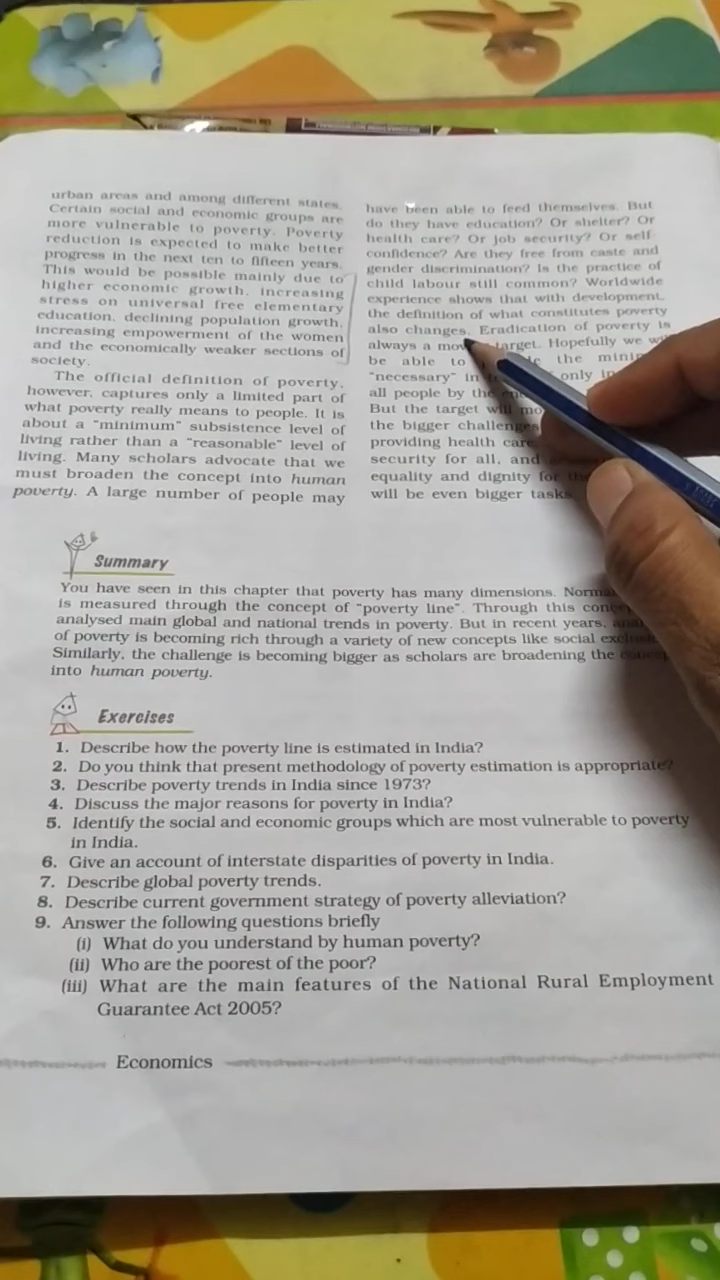 urban areas and among different states.
Certain social and economic groups are
more vulnerable to poverty. Poverty
reduction is expected to make better
progress in the next ten to fifteen years.
This would be possible mainly due to
higher economic growth, increasing
stress on universal free elementary
education, declining population growth,
increasing empowerment of the women
and the economically weaker sections of
society.
The official definition of poverty,
however, captures only a limited part of
what poverty really means to people. It is
about a "minimum" subsistence level of
living rather than a "reasonable" level of
living. Many scholars advocate that we
must broaden the concept into human
poverty. A large number of people may
have been able to feed themselves. But
do they have education? Or shelter? Or
health care? Or job security? Or self
confidence? Are they free from caste and
gender discrimination? Is the practice of
child labour still common? Worldwide
experience shows that with development,
the definition of what constitutes poverty
also changes. Eradication of poverty is
always a target. Hopefully we
be able to the
"necessary" in only
all people by the
But the target will
the bigger challenges
providing health care
security for all, and
equality and dignity for
will be even bigger tasks
Summary
You have seen in this chapter that poverty has many dimensions.
is measured through the concept of "poverty line". Through this
analysed main global and national trends in poverty. But in recent years,
of poverty is becoming rich through a variety of new concepts like social
Similarly, the challenge is becoming bigger as scholars are broadening the
into human poverty.
Exercises
1. Describe how the poverty line is estimated in India?
2. Do you think that present methodology of poverty estimation is appropriate?
3. Describe poverty trends in India since 1973?
4. Discuss the major reasons for poverty in India?
5. Identify the social and economic groups which are most vulnerable to poverty
in India.
6. Give an account of interstate disparities of poverty in India.
7. Describe global poverty trends.
8. Describe current government strategy of poverty alleviation?
9. Answer the following questions briefly
(i) What do you understand by human poverty?
(ii) Who are the poorest of the poor?
(iii) What are the main features of the National Rural Employment
Guarantee Act 2005?
Economics